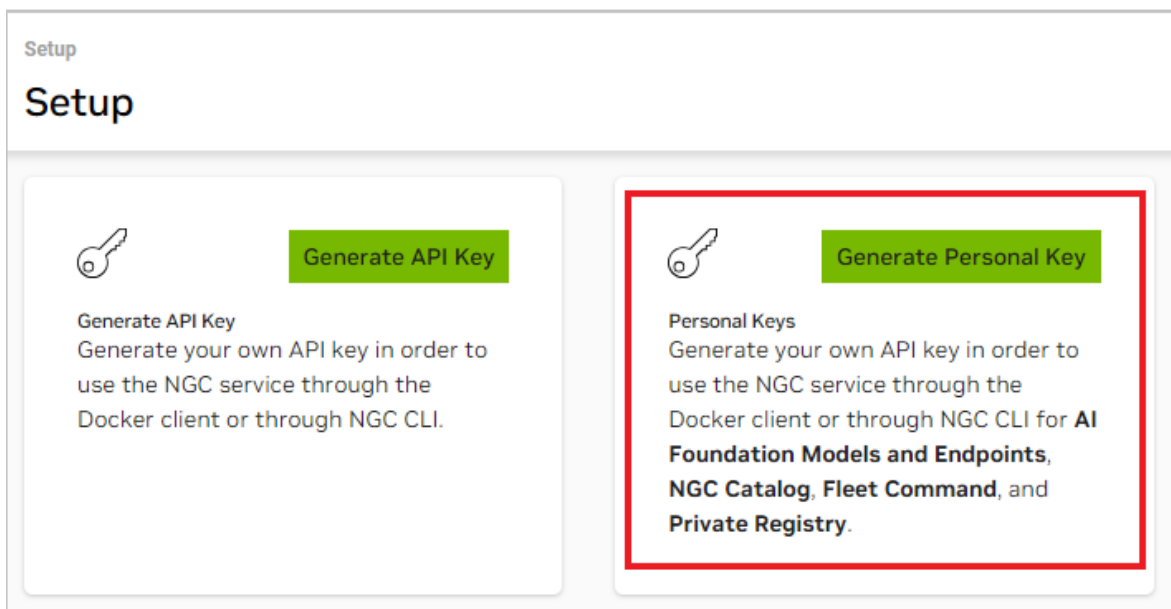 Setup
Setup
Generate API Key
Generate API Key
Generate your own API key in order to
use the NGC service through the
Docker client or through NGC CLI.
Generate Personal Key
Personal Keys
Generate your own API key in order to
use the NGC service through the
Docker client or through NGC CLI for AI
Foundation Models and Endpoints,
NGC Catalog, Fleet Command, and
Private Registry.